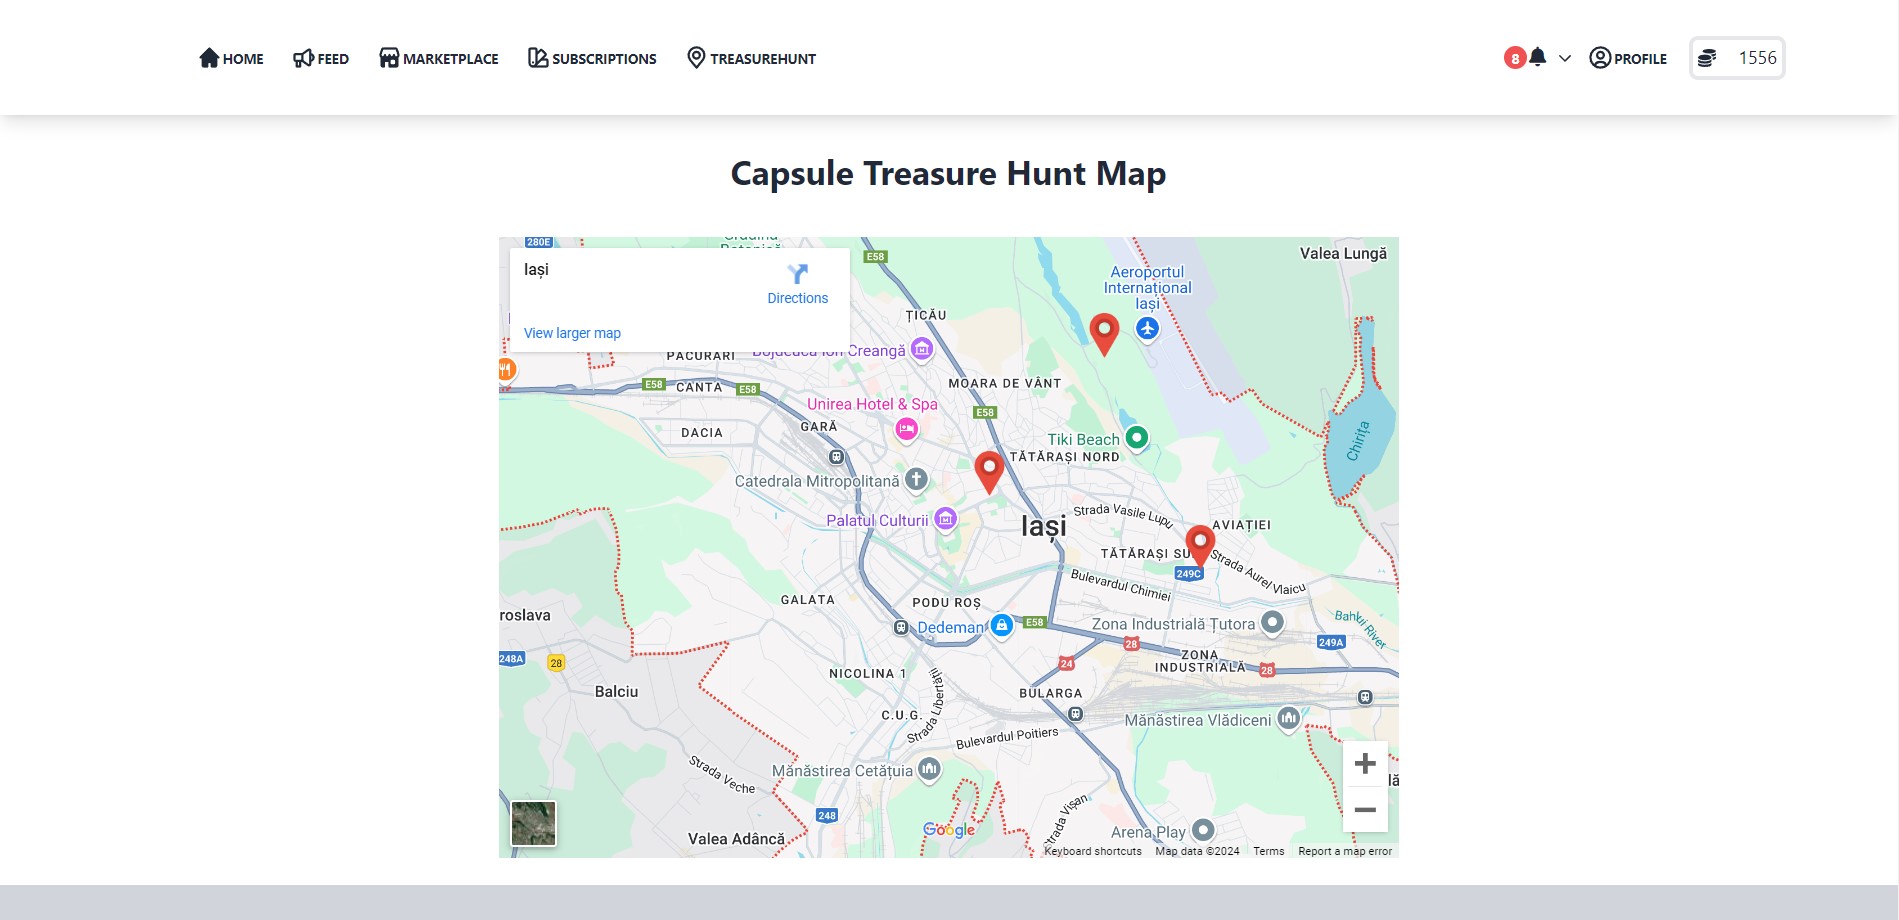 HOME FEED MARKETPLACE SUBSCRIPTIONS TREASUREHUNT 8 PROFILE 1556
Capsule Treasure Hunt Map
280E
Iași
Directions
View larger map
E58
Valea Lungă
Aeroportul
Internațional
Iași
ȚICĂU
PĂCURARI
Bojdeuca Ion Creangă
E58
CANTA
E58
MOARA DE VÂNT
Unirea Hotel & Spa
E58
DACIA
GARĂ
Tiki Beach
TĂTĂRAȘI NORD
Chirița
Catedrala Mitropolitană
Palatul Culturii
Iași
Strada Vasile Lupu
AVIAȚIEI
TĂTĂRAȘI SU
249C
Strada Aurel Vlaicu
Bulevardul Chimiei
GALATA
PODU ROȘ
roslava
Dedeman
E58
Zona Industrială Țutora
Bahlui River
28
249A
248A
28
24
ZONA
INDUSTRIALĂ
28
NICOLINA 1
Balciu
BULARGA
Strada Libertății
C.U.G.
Mănăstirea Vlădiceni
Bulevardul Poitiers
Strada Veche
Mănăstirea Cetățuia
lă
248
Strada Vișan
Google
Arena Play
Valea Adâncă
Keyboard shortcuts Map data ©2024 Terms Report a map error